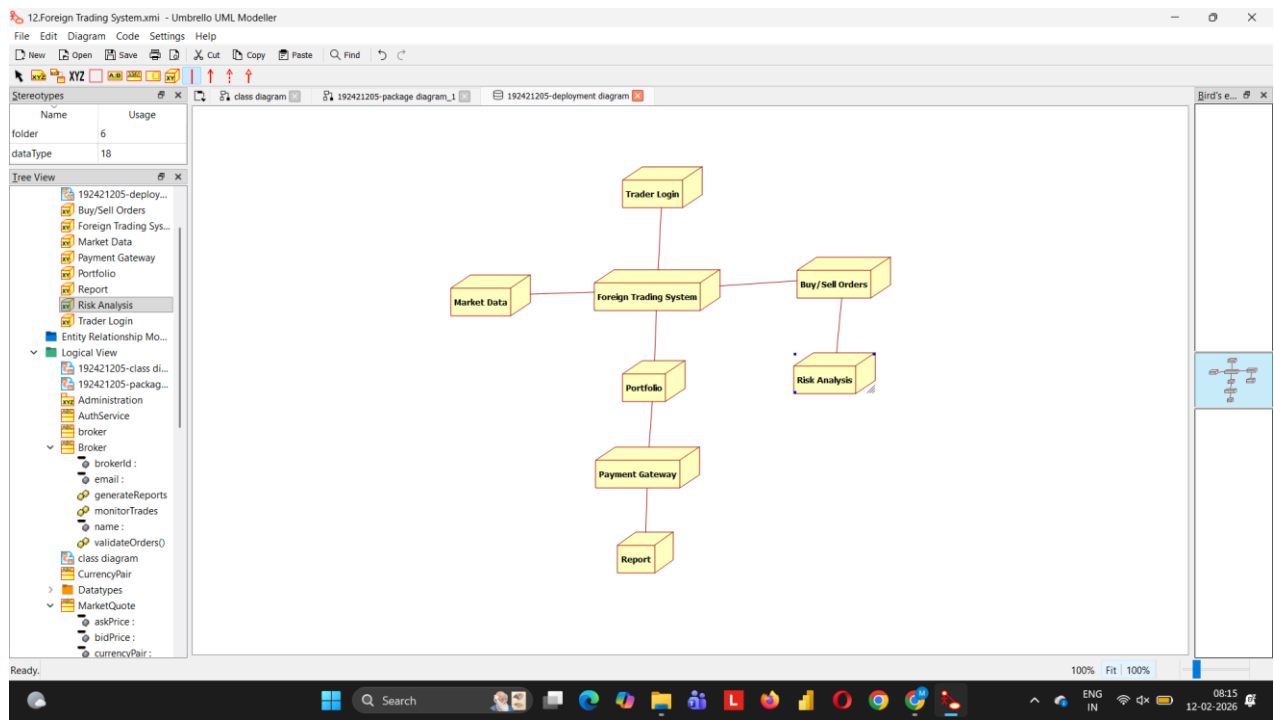 12.Foreign Trading System.xmi - Umbrello UML Modeller
File Edit Diagram Code Settings Help
New Open Save Cut Copy Paste Find
XYZ A:B
Stereotypes
Name Usage
folder 6
dataType 18
Tree View
192421205-deploy...
Buy/Sell Orders
Foreign Trading Sys...
Market Data
Payment Gateway
Portfolio
Report
Risk Analysis
Trader Login
Entity Relationship Mo...
Logical View
192421205-class di...
192421205-packag...
Administration
AuthService
broker
Broker
brokerId :
email :
generateReports
monitorTrades
name :
validateOrders()
class diagram
CurrencyPair
Datatypes
MarketQuote
askPrice :
bidPrice :
currencyPair :
class diagram
192421205-package diagram_1
192421205-deployment diagram
Trader Login
Market Data
Foreign Trading System
Buy/Sell Orders
Portfolio
Risk Analysis
Payment Gateway
Report
Bird's e...
Ready.
100% Fit 100%
Search
L
ENG
IN
08:15
12-02-2026